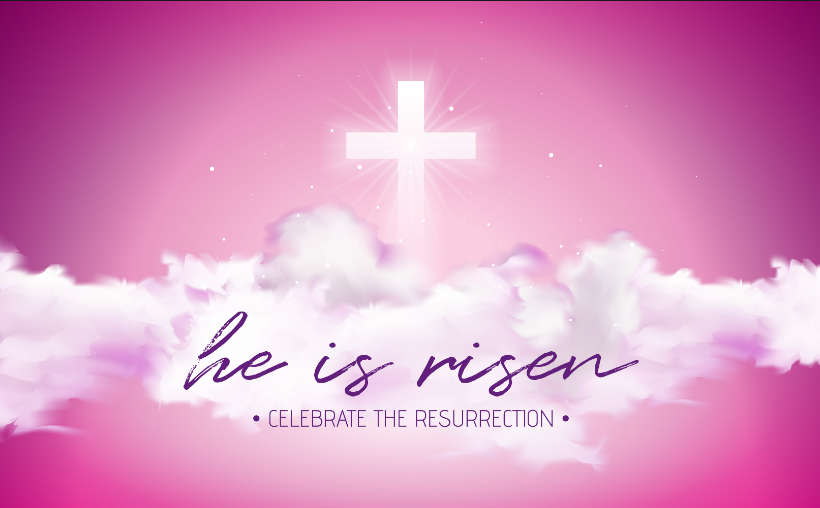 he is risen
• CELEBRATE THE RESURRECTION •